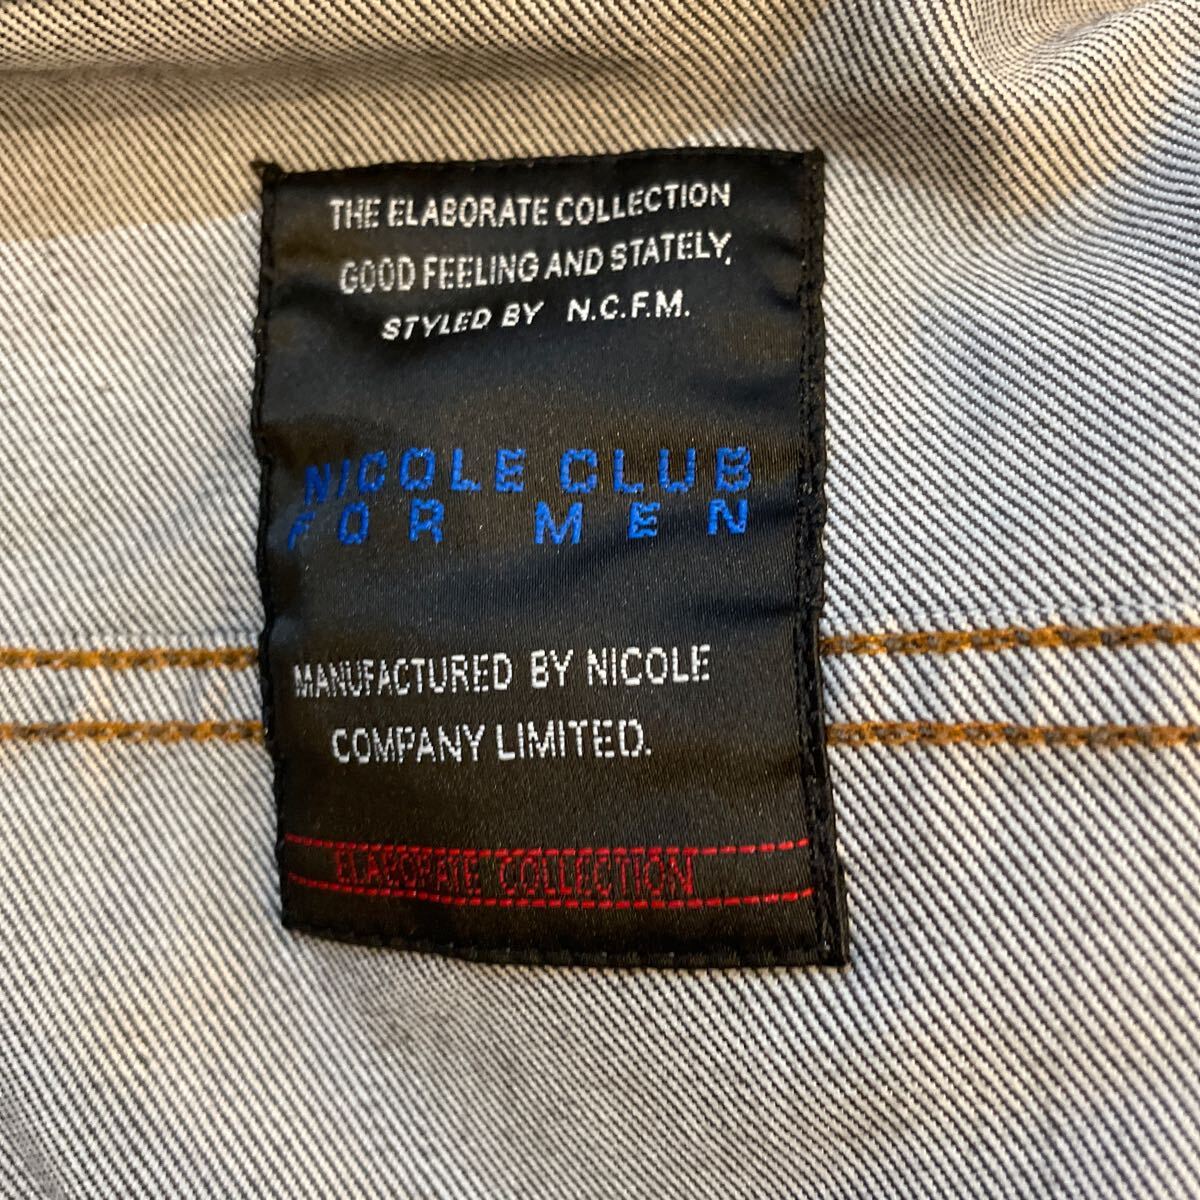 THE ELABORATE COLLECTION
GOOD FEELING AND STATELY,
STYLED BY N.C.F.M.
NICOLE CLUB
FOR MEN
MANUFACTURED BY NICOLE
COMPANY LIMITED.
ELABORATE COLLECTION